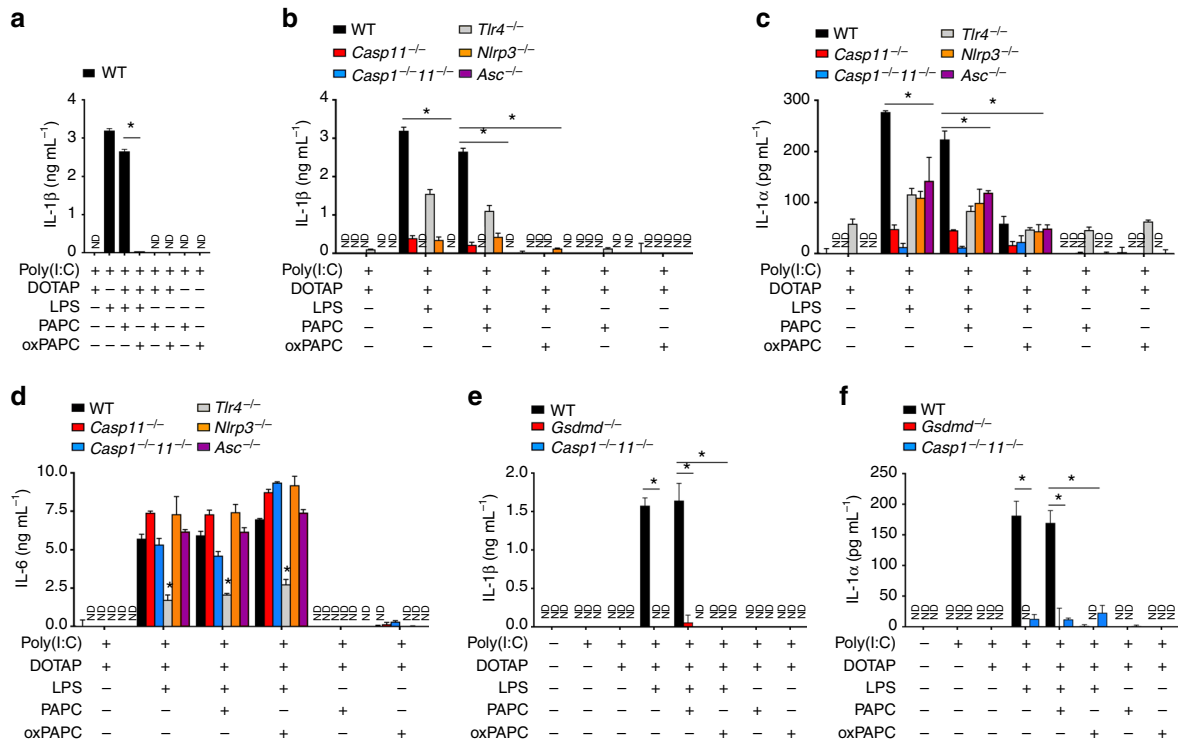 a
WT
4
3
2
1
0
IL-1β (ng mL⁻¹)
*
ND ND ND ND ND
Poly(I:C) + + + + + + + +
DOTAP + + + + + + – –
LPS – + + + – – – –
PAPC – – + – + – + –
oxPAPC – – – + – + – +
b
WT Tlr4⁻/⁻
Casp11⁻/⁻ Nlrp3⁻/⁻
Casp1⁻/⁻11⁻/⁻ Asc⁻/⁻
4
3
2
1
0
IL-1β (ng mL⁻¹)
* * *
Poly(I:C) + + + + + +
DOTAP + + + + + +
LPS – + + + – –
PAPC – – + – + –
oxPAPC – – – + – +
c
WT Tlr4⁻/⁻
Casp11⁻/⁻ Nlrp3⁻/⁻
Casp1⁻/⁻11⁻/⁻ Asc⁻/⁻
300
200
100
0
IL-1α (pg mL⁻¹)
* * *
Poly(I:C) + + + + + +
DOTAP + + + + + +
LPS – + + + – –
PAPC – – + – + –
oxPAPC – – – + – +
d
WT Tlr4⁻/⁻
Casp11⁻/⁻ Nlrp3⁻/⁻
Casp1⁻/⁻11⁻/⁻ Asc⁻/⁻
10.0
7.5
5.0
2.5
0.0
IL-6 (ng mL⁻¹)
* * *
Poly(I:C) + + + + + +
DOTAP + + + + + +
LPS – + + + – –
PAPC – – + – + –
oxPAPC – – – + – +
e
WT
Gsdmd⁻/⁻
Casp1⁻/⁻11⁻/⁻
2.0
1.5
1.0
0.5
0.0
IL-1β (ng mL⁻¹)
* * *
Poly(I:C) – + + + + + + +
DOTAP – – + + + + + +
LPS – – – + + + – –
PAPC – – – – + – + –
oxPAPC – – – – – + – +
f
WT
Gsdmd⁻/⁻
Casp1⁻/⁻11⁻/⁻
250
200
150
100
50
0
IL-1α (pg mL⁻¹)
* * *
Poly(I:C) – + + + + + + +
DOTAP – – + + + + + +
LPS – – – + + + – –
PAPC – – – – + – + –
oxPAPC – – – – – + – +